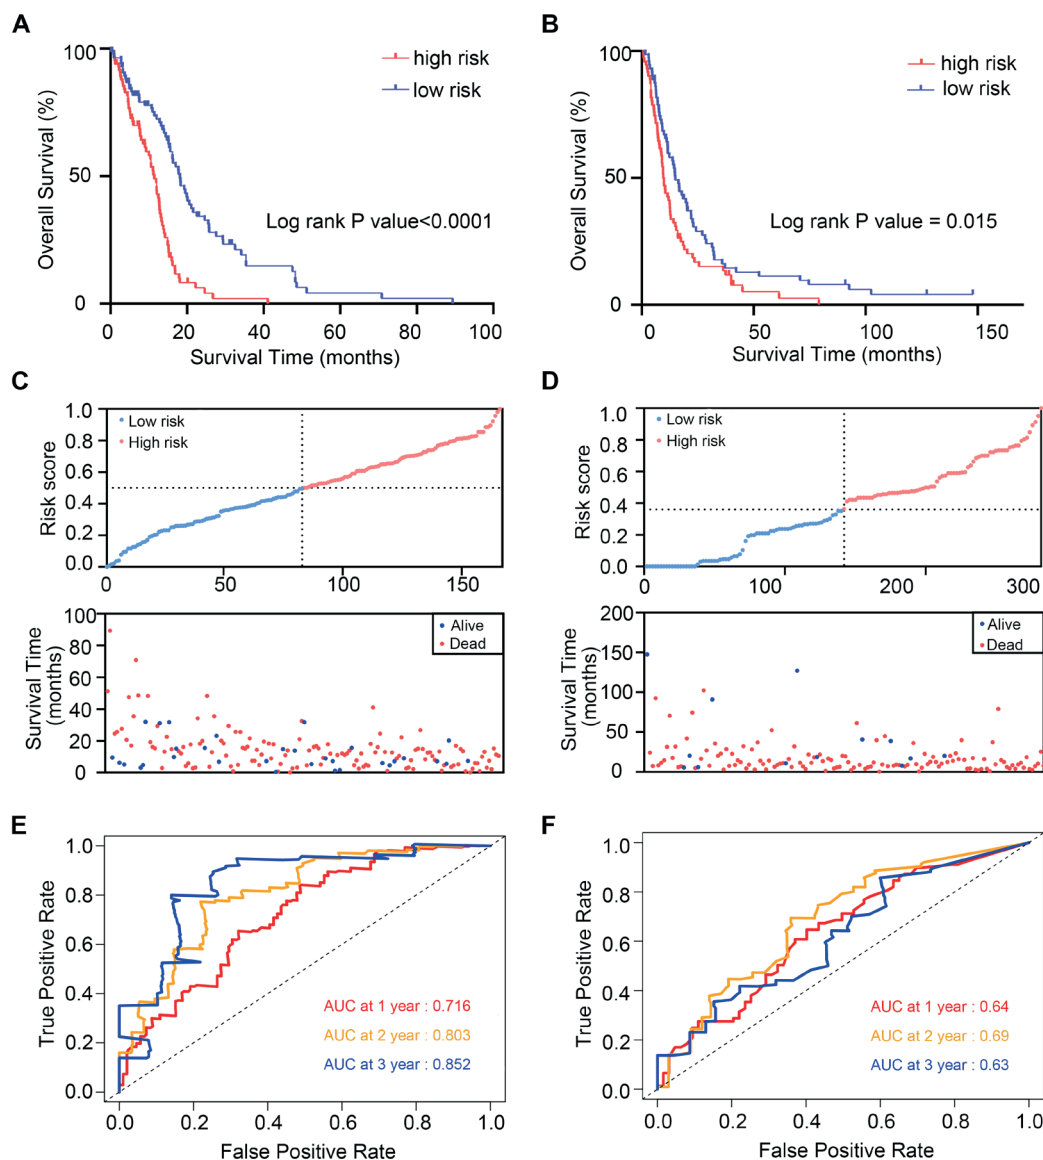 A
100
50
0
Overall Survival (%)
high risk
low risk
Log rank P value<0.0001
0 20 40 60 80 100
Survival Time (months)
B
100
50
0
Overall Survival (%)
high risk
low risk
Log rank P value = 0.015
0 50 100 150
Survival Time (months)
C
1.0
0.8
0.6
0.4
0.2
0.0
Risk score
Low risk
High risk
0 50 100 150
100
80
60
40
20
0
Survival Time
(months)
Alive
Dead
D
1.0
0.8
0.6
0.4
0.2
0.0
Risk score
Low risk
High risk
0 100 200 300
200
150
100
50
0
Survival Time
(months)
Alive
Dead
E
1.0
0.8
0.6
0.4
0.2
0.0
True Positive Rate
AUC at 1 year : 0.716
AUC at 2 year : 0.803
AUC at 3 year : 0.852
0.0 0.2 0.4 0.6 0.8 1.0
False Positive Rate
F
1.0
0.8
0.6
0.4
0.2
0.0
True Positive Rate
AUC at 1 year : 0.64
AUC at 2 year : 0.69
AUC at 3 year : 0.63
0.0 0.2 0.4 0.6 0.8 1.0
False Positive Rate